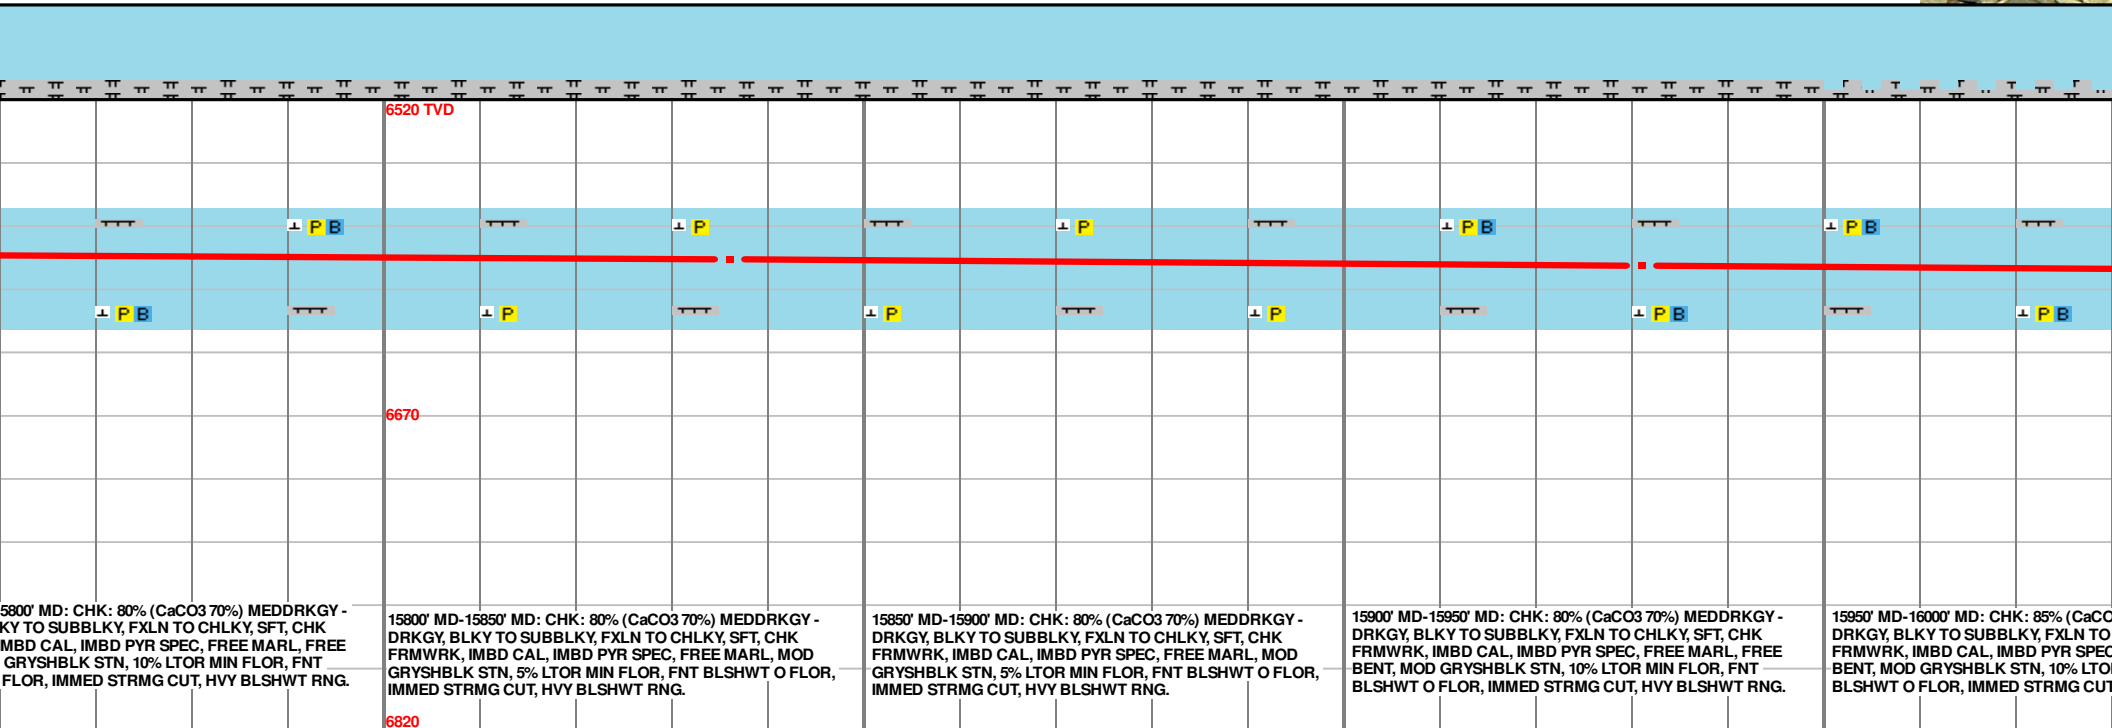 6520 TVD
P B
P
P
P B
P B
P B
P
P
P
P B
P B
6670
5800' MD: CHK: 80% (CaCO3 70%) MEDDRKGY -
KY TO SUBBLKY, FXLN TO CHLKY, SFT, CHK
MBD CAL, IMBD PYR SPEC, FREE MARL, FREE
GRYSHBLK STN, 10% LTOR MIN FLOR, FNT
FLOR, IMMED STRMG CUT, HVY BLSHWT RNG.
15800' MD-15850' MD: CHK: 80% (CaCO3 70%) MEDDRKGY -
DRKGY, BLKY TO SUBBLKY, FXLN TO CHLKY, SFT, CHK
FRMWRK, IMBD CAL, IMBD PYR SPEC, FREE MARL, MOD
GRYSHBLK STN, 5% LTOR MIN FLOR, FNT BLSHWT O FLOR,
IMMED STRMG CUT, HVY BLSHWT RNG.
15850' MD-15900' MD: CHK: 80% (CaCO3 70%) MEDDRKGY -
DRKGY, BLKY TO SUBBLKY, FXLN TO CHLKY, SFT, CHK
FRMWRK, IMBD CAL, IMBD PYR SPEC, FREE MARL, MOD
GRYSHBLK STN, 5% LTOR MIN FLOR, FNT BLSHWT O FLOR,
IMMED STRMG CUT, HVY BLSHWT RNG.
15900' MD-15950' MD: CHK: 80% (CaCO3 70%) MEDDRKGY -
DRKGY, BLKY TO SUBBLKY, FXLN TO CHLKY, SFT, CHK
FRMWRK, IMBD CAL, IMBD PYR SPEC, FREE MARL, FREE
BENT, MOD GRYSHBLK STN, 10% LTOR MIN FLOR, FNT
BLSHWT O FLOR, IMMED STRMG CUT, HVY BLSHWT RNG.
15950' MD-16000' MD: CHK: 85% (CaCO
DRKGY, BLKY TO SUBBLKY, FXLN TO
FRMWRK, IMBD CAL, IMBD PYR SPEC
BENT, MOD GRYSHBLK STN, 10% LTO
BLSHWT O FLOR, IMMED STRMG CUT
6820